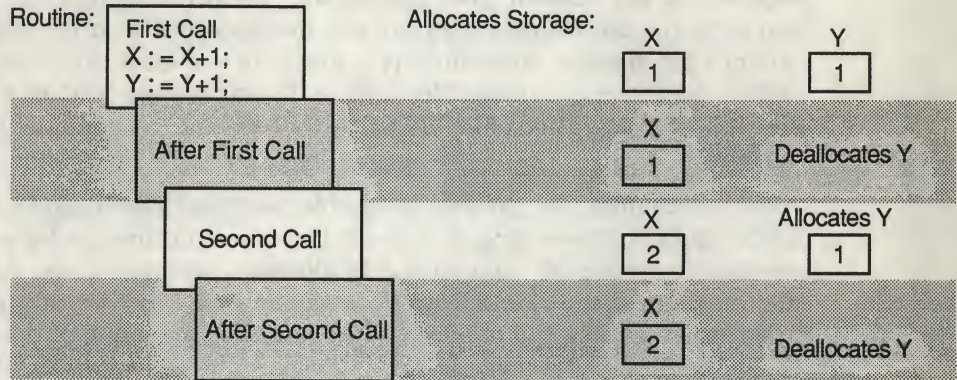 Routine:
Allocates Storage:
First Call
X : = X+1;
Y : = Y+1;
X
Y
1
1
After First Call
X
1
Deallocates Y
Second Call
X
2
Allocates Y
1
After Second Call
X
2
Deallocates Y